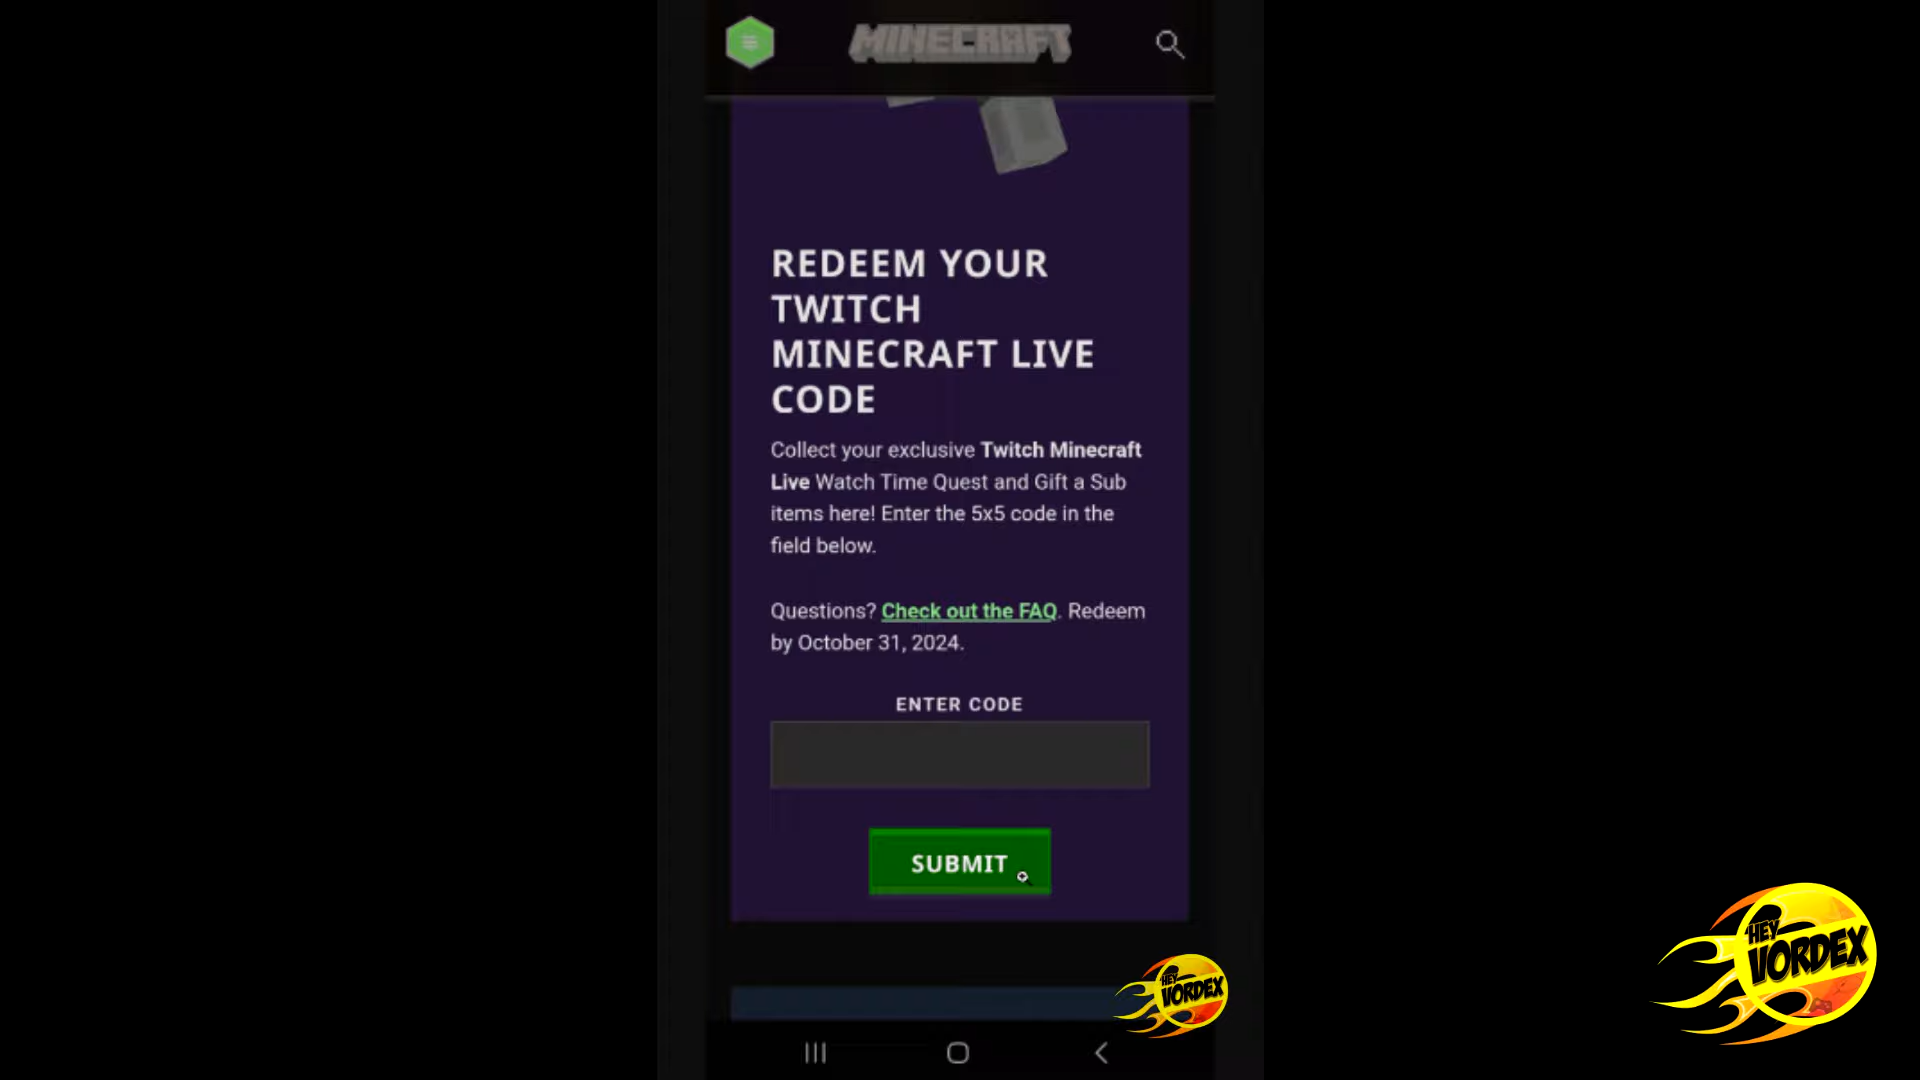 MINECRAFT
REDEEM YOUR
TWITCH
MINECRAFT LIVE
CODE
Collect your exclusive Twitch Minecraft
Live Watch Time Quest and Gift a Sub
items here! Enter the 5x5 code in the
field below.
Questions? Check out the FAQ. Redeem
by October 31, 2024.
ENTER CODE
SUBMIT
HEY
VORDEX
HEY
VORDEX